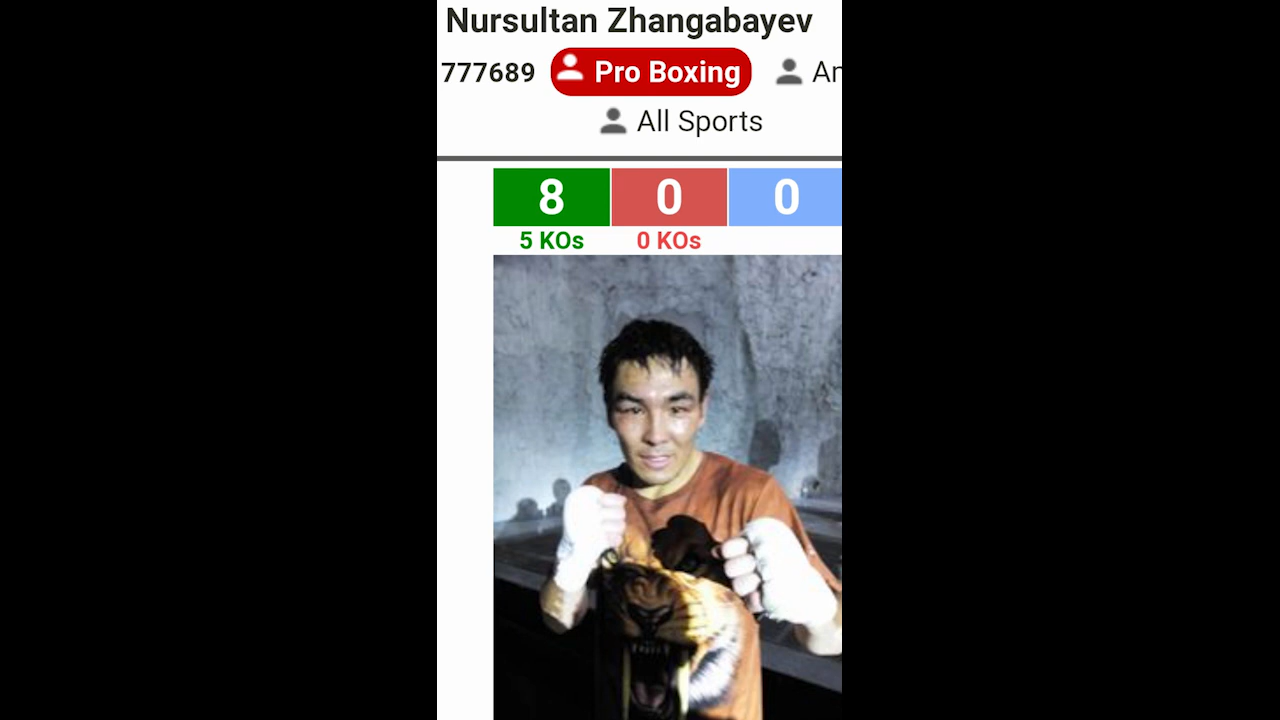 Nursultan Zhangabayev
777689 Pro Boxing
All Sports
8 0 0
5 KOs 0 KOs